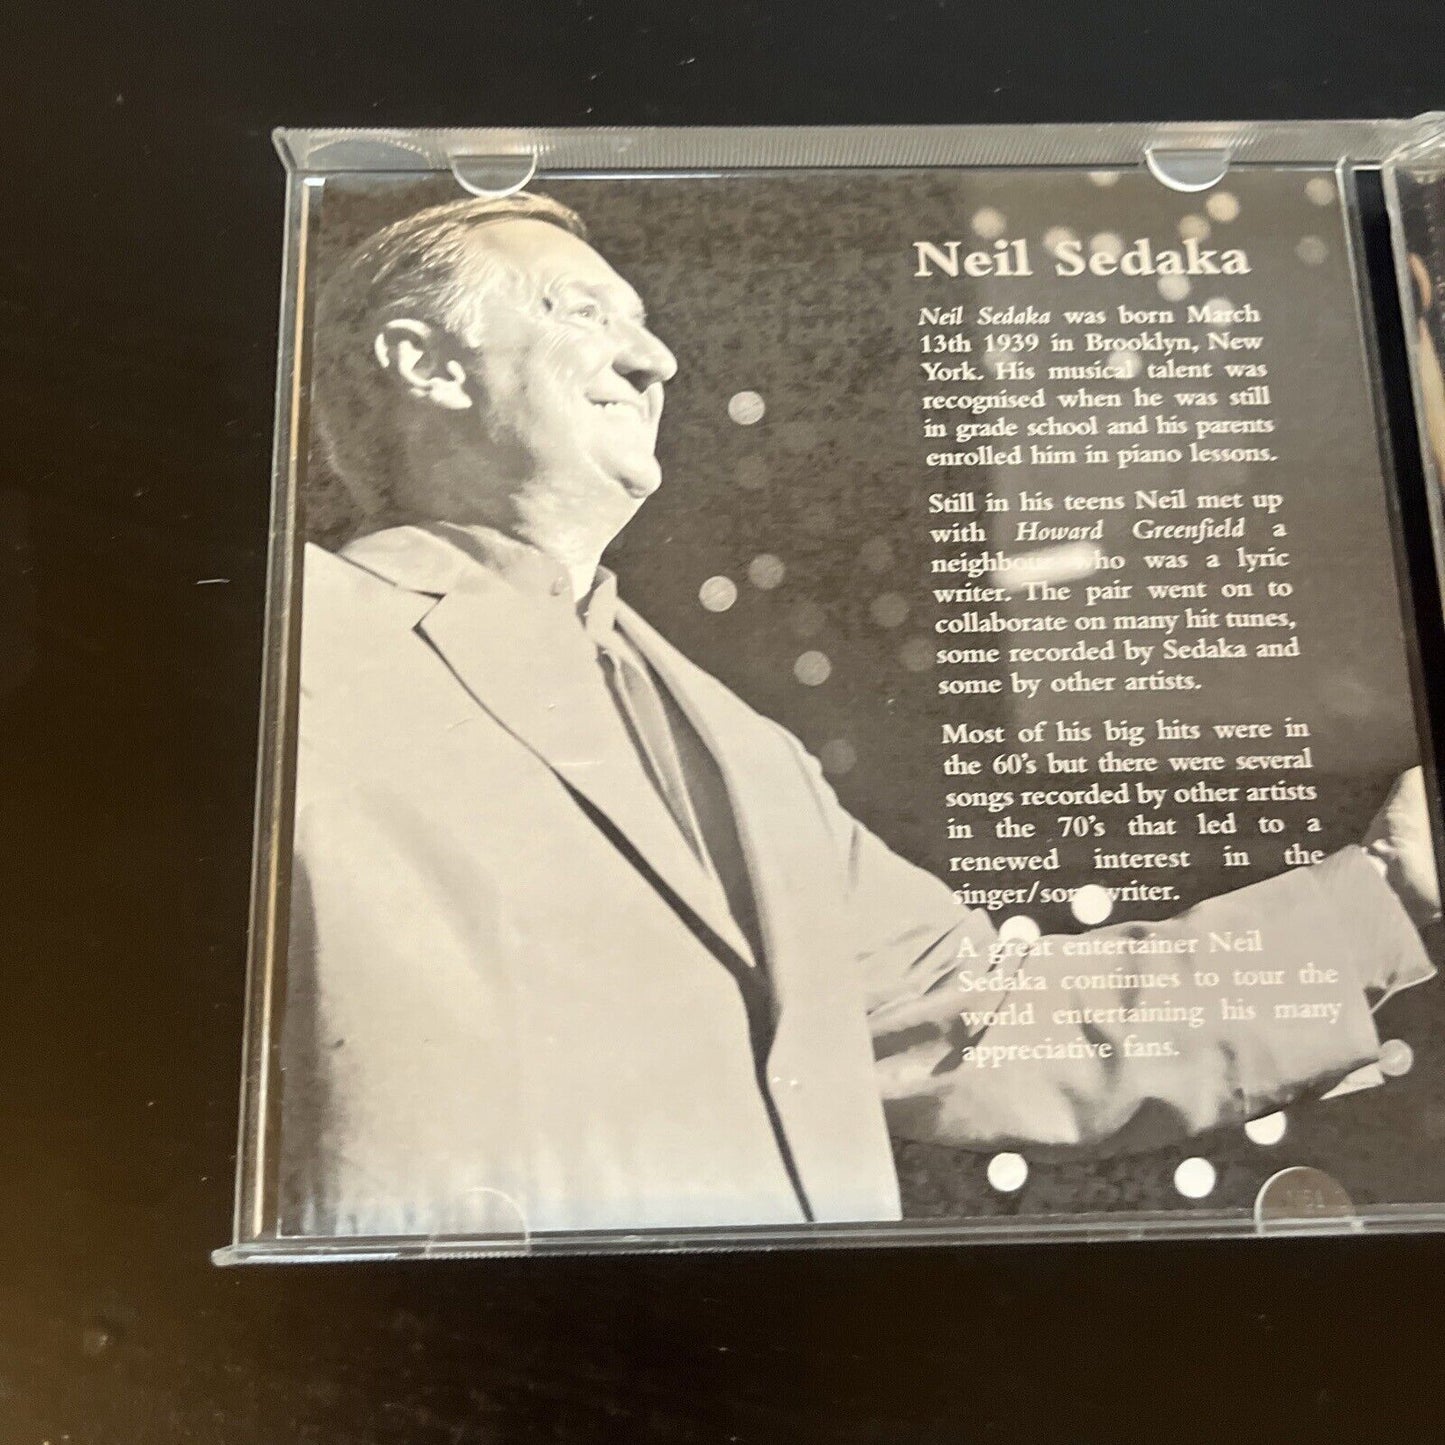 Neil Sedaka
Neil Sedaka was born March
13th 1939 in Brooklyn, New
York. His musical talent was
recognised when he was still
in grade school and his parents
enrolled him in piano lessons.
Still in his teens Neil met up
with Howard Greenfield a
neighbour who was a lyric
writer. The pair went on to
collaborate on many hit tunes,
some recorded by Sedaka and
some by other artists.
Most of his big hits were in
the 60's but there were several
songs recorded by other artists
in the 70's that led to a
renewed interest in the
singer/songwriter.
A great entertainer Neil
Sedaka continues to tour the
world entertaining his many
appreciative fans.